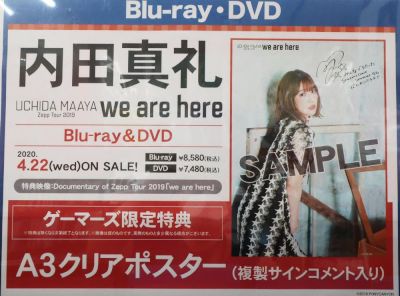 Blu-ray・DVD
内田真礼
UCHIDA MAAYA
Zepp Tour 2019
we are here
Blu-ray&DVD
2020.
4.22(wed)ON SALE!
Blu-ray ¥8,580(税込)
DVD ¥7,480(税込)
特典映像:Documentary of Zepp Tour 2019「we are here」
ゲーマーズ限定特典
A3クリアポスター(複製サインコメント入り)
we are here
SAMPLE